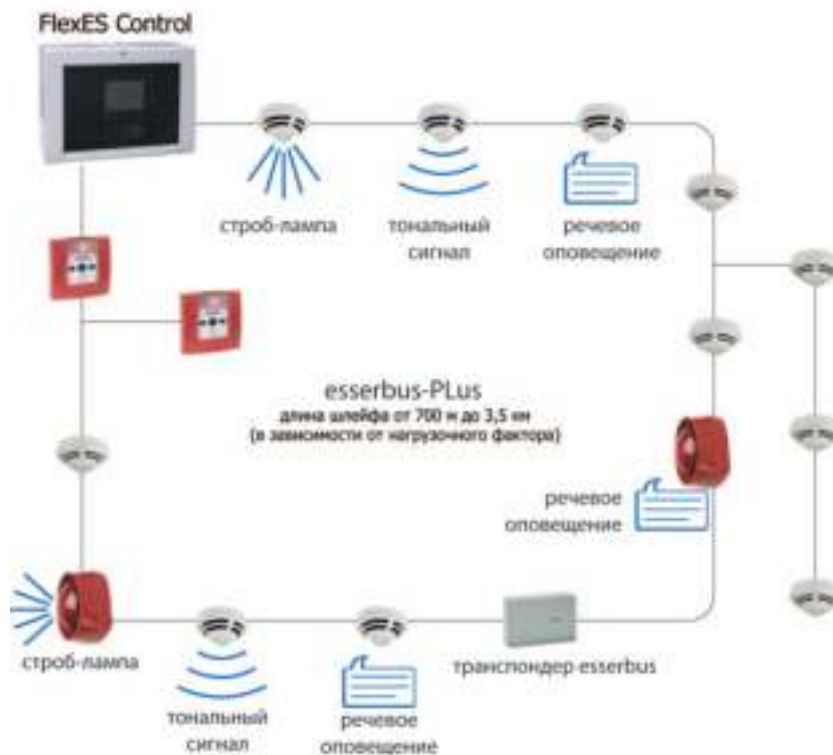 FlexES Control
строб-лампа
тональный
сигнал
речевое
оповещение
esserbus-PLus
длина шлейфа от 700 м до 3,5 км
(в зависимости от нагрузочного фактора)
речевое
оповещение
строб-лампа
транспондер esserbus
тональный
сигнал
речевое
оповещение